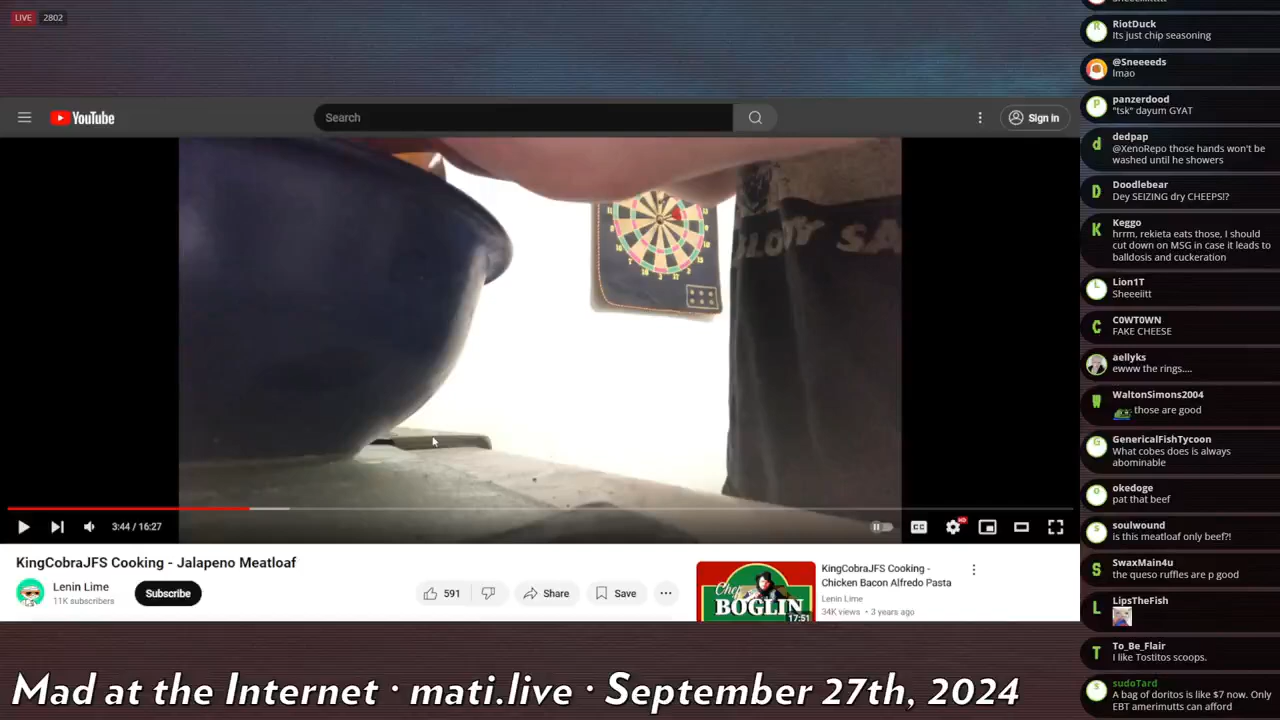 LIVE 2802
YouTube
Search
Sign in
3:44 / 16:27
CC
HD
KingCobraJFS Cooking - Jalapeno Meatloaf
Lenin Lime
11K subscribers
Subscribe
591
Share
Save
Chef
BOGLIN
17:51
KingCobraJFS Cooking -
Chicken Bacon Alfredo Pasta
Lenin Lime
34K views • 3 years ago
RiotDuck
Its just chip seasoning
@Sneeeeds
lmao
panzerdood
"tsk" dayum GYAT
dedpap
@XenoRepo those hands won't be
washed until he showers
Doodlebear
Dey SEIZING dry CHEEPS!?
Keggo
hrrm, rekieta eats those, I should
cut down on MSG in case it leads to
balldosis and cuckeration
Lion1T
Sheeeiitt
C0WT0WN
FAKE CHEESE
aellyks
ewww the rings....
WaltonSimons2004
those are good
GenericalFishTycoon
What cobes does is always
abominable
okedoge
pat that beef
soulwound
is this meatloaf only beef?!
SwaxMain4u
the queso ruffles are p good
LipsTheFish
To_Be_Flair
I like Tostitos scoops.
sudoTard
A bag of doritos is like $7 now. Only
EBT amerimutts can afford
Mad at the Internet · mati.live · September 27th, 2024